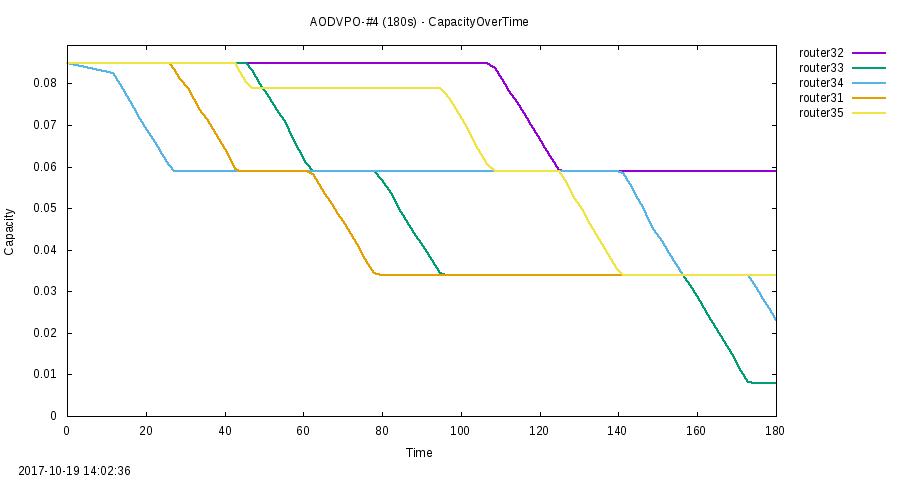 AODVPO-#4 (180s) - CapacityOverTime
router32
router33
router34
router31
router35
0.08
0.07
0.06
0.05
0.04
0.03
0.02
0.01
0
Capacity
0 20 40 60 80 100 120 140 160 180
Time
2017-10-19 14:02:36